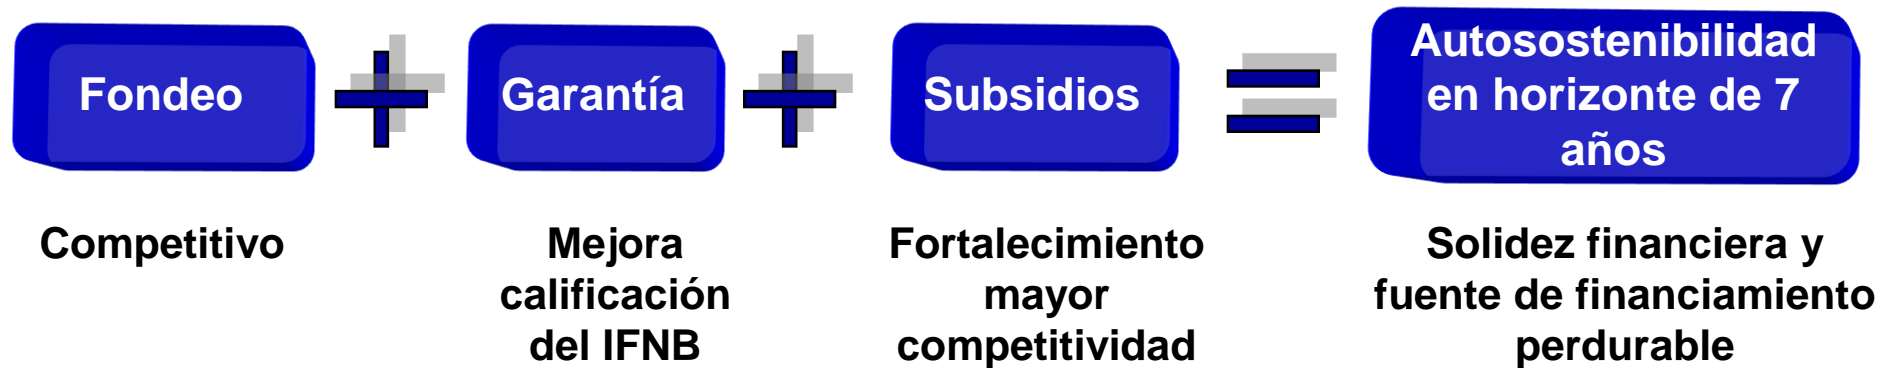 Fondeo
Garantía
Subsidios
Autosostenibilidad
en horizonte de 7
años
Competitivo
Mejora
calificación
del IFNB
Fortalecimiento
mayor
competitividad
Solidez financiera y
fuente de financiamiento
perdurable